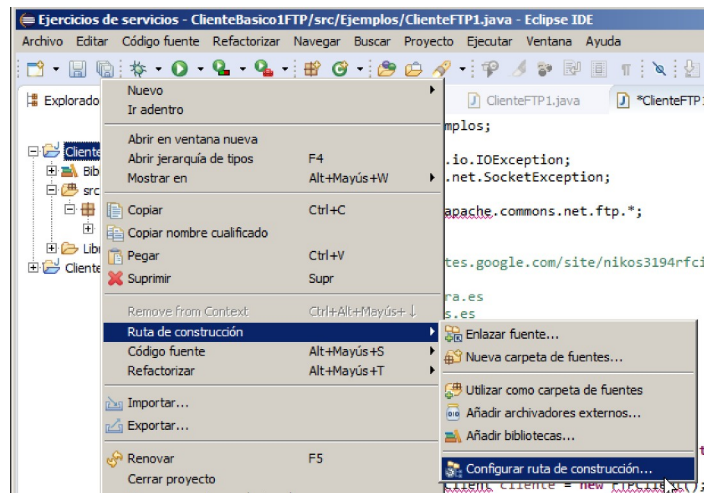 Ejercicios de servicios - ClienteBasico1FTP/src/Ejemplos/ClienteFTP1.java - Eclipse IDE
Archivo Editar Código fuente Refactorizar Navegar Buscar Proyecto Ejecutar Ventana Ayuda
Explorado
ClienteFTP1.java
*ClienteFTP
Cliente
Bib
src
Libr
Cliente
Nuevo
Ir adentro
Abrir en ventana nueva
Abrir jerarquía de tipos F4
Mostrar en Alt+Mayús+W
Copiar Ctrl+C
Copiar nombre cualificado
Pegar Ctrl+V
Suprimir Supr
Remove from Context Ctrl+Alt+Mayús+↓
Ruta de construcción
Código fuente Alt+Mayús+S
Refactorizar Alt+Mayús+T
Importar...
Exportar...
Renovar F5
Cerrar proyecto
mplos;
.io.IOException;
.net.SocketException;
apache.commons.net.ftp.*;
tes.google.com/site/nikos3194rfci
ra.es
s.es
Enlazar fuente...
Nueva carpeta de fuentes...
Utilizar como carpeta de fuentes
Añadir archivadores externos...
Añadir bibliotecas...
Configurar ruta de construcción...